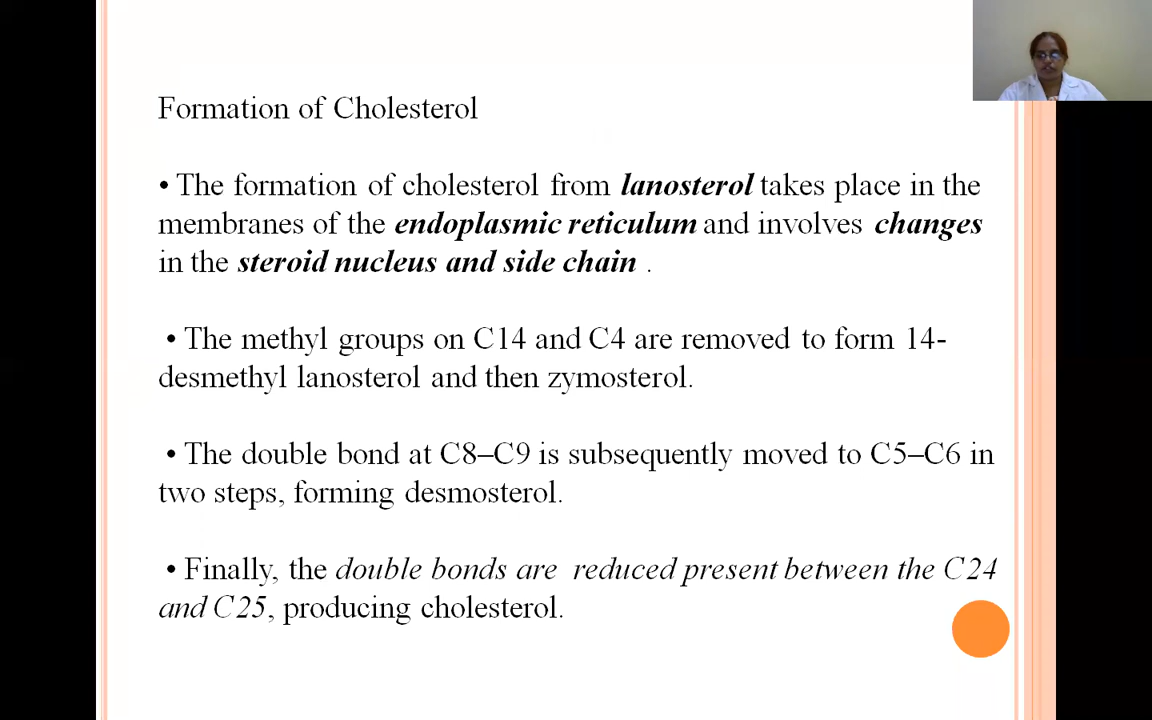 Formation of Cholesterol
• The formation of cholesterol from lanosterol takes place in the
membranes of the endoplasmic reticulum and involves changes
in the steroid nucleus and side chain .
• The methyl groups on C14 and C4 are removed to form 14-
desmethyl lanosterol and then zymosterol.
• The double bond at C8–C9 is subsequently moved to C5–C6 in
two steps, forming desmosterol.
• Finally, the double bonds are reduced present between the C24
and C25, producing cholesterol.